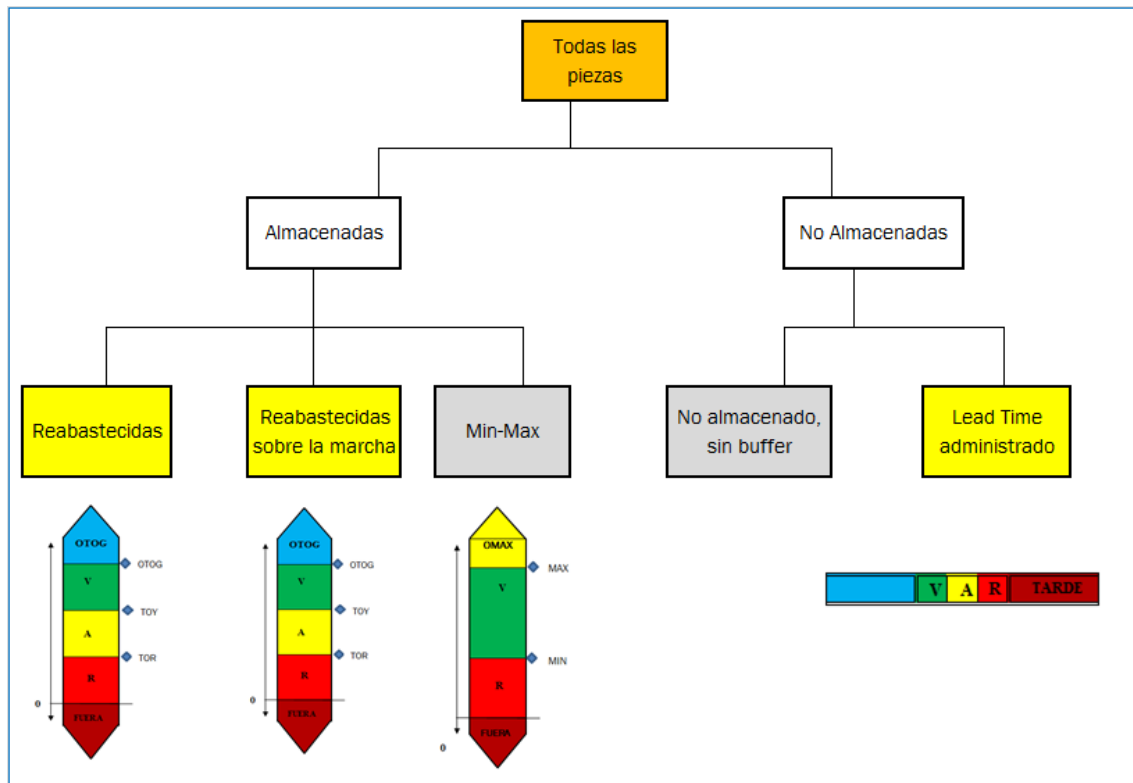 Todas las
piezas
Almacenadas
No Almacenadas
Reabastecidas
Reabastecidas
sobre la marcha
Min-Max
No almacenado,
sin buffer
Lead Time
administrado
OTOG
OTOG
V
TOY
A
TOR
R
0
FUERA
OTOG
OTOG
V
TOY
A
TOR
R
0
FUERA
OMAX
MAX
V
MIN
R
FUERA
0
V A R TARDE